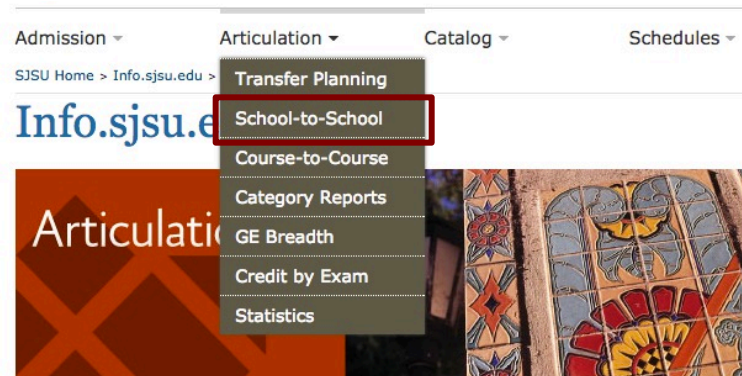 Admission
Articulation
Catalog
Schedules
SJSU Home > Info.sjsu.edu >
Transfer Planning
Info.sjsu.e
School-to-School
Course-to-Course
Category Reports
Articulati
GE Breadth
Credit by Exam
Statistics